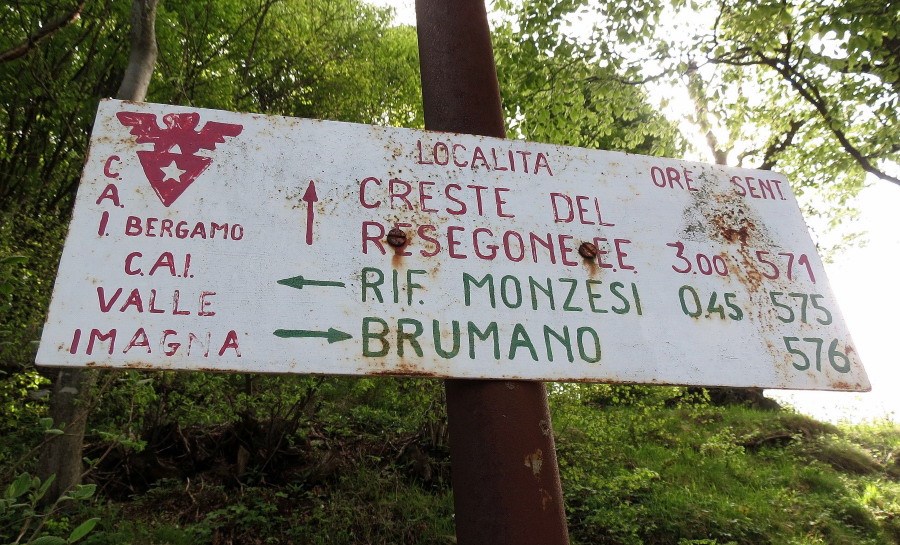 C.
A.
I. BERGAMO
C.A.I.
VALLE
IMAGNA
LOCALITA ORE SENT.
CRESTE DEL
RESEGONE E.E. 3.00 571
RIF. MONZESI 0.45 575
BRUMANO 576